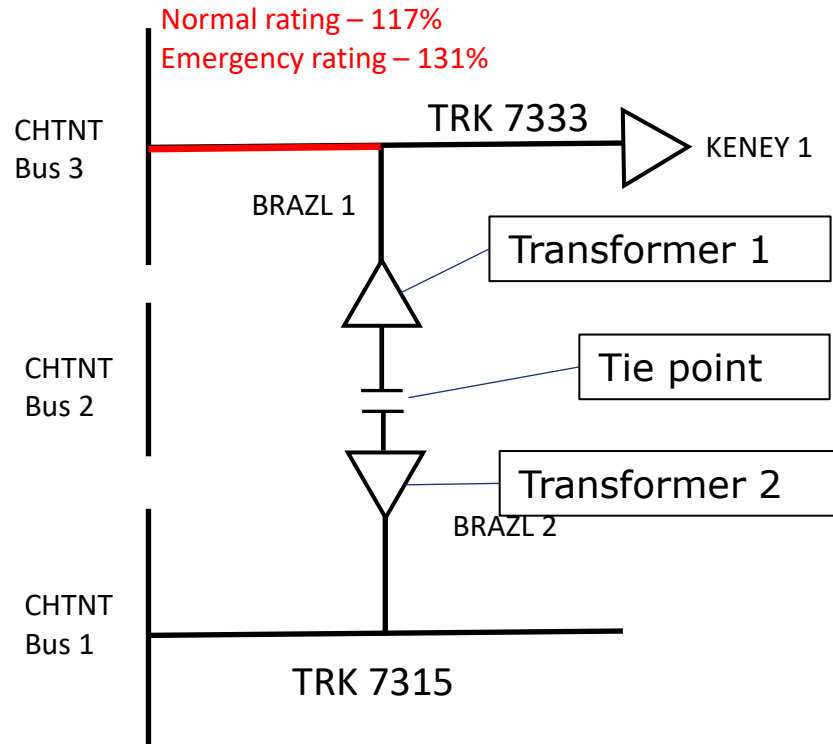 Normal rating – 117%
Emergency rating – 131%
TRK 7333
CHTNT
Bus 3
KENEY 1
BRAZL 1
Transformer 1
CHTNT
Bus 2
Tie point
Transformer 2
BRAZL 2
CHTNT
Bus 1
TRK 7315